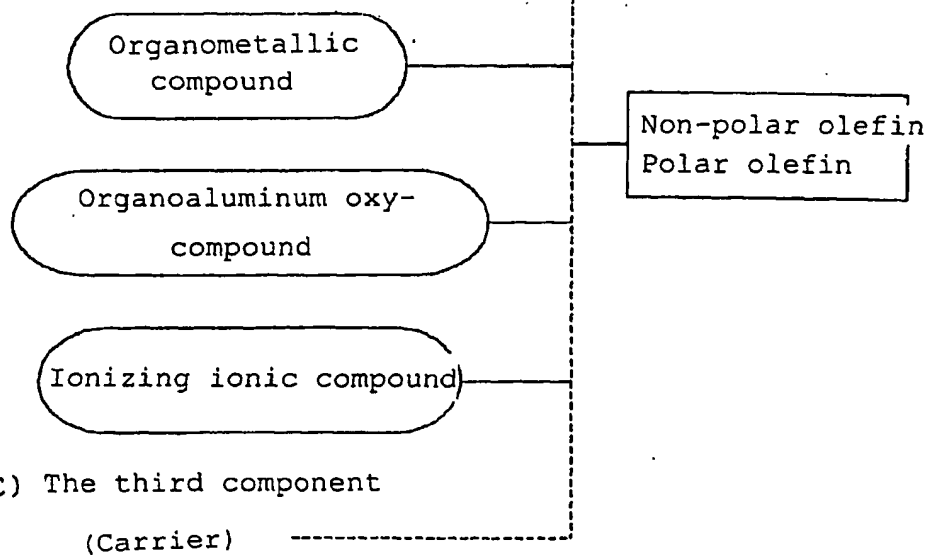 Organometallic
compound
Non-polar olefin
Polar olefin
Organoaluminum oxy-
compound
Ionizing ionic compound
C) The third component
(Carrier)